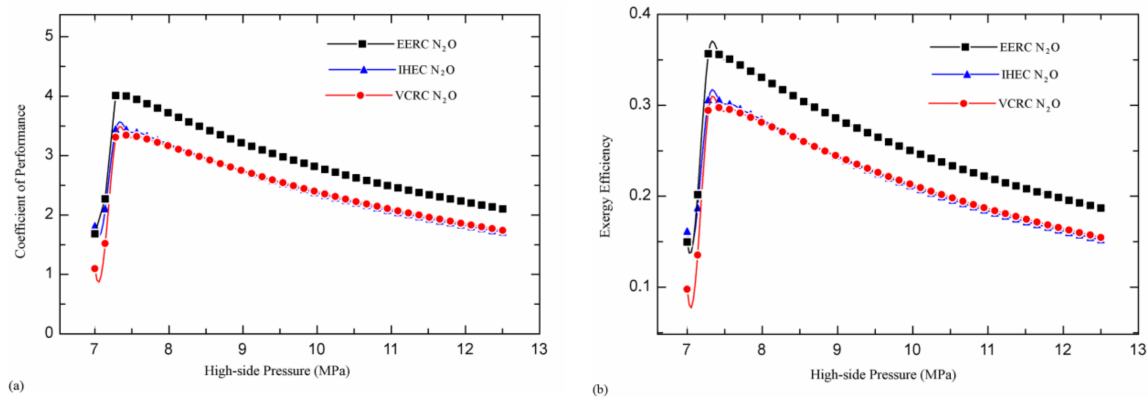 5
4
3
2
1
0
Coefficient of Performance
EERC N₂O
IHEC N₂O
VCRC N₂O
7 8 9 10 11 12 13
High-side Pressure (MPa)
(a)
0.4
0.3
0.2
0.1
Exergy Efficiency
EERC N₂O
IHEC N₂O
VCRC N₂O
7 8 9 10 11 12 13
High-side Pressure (MPa)
(b)